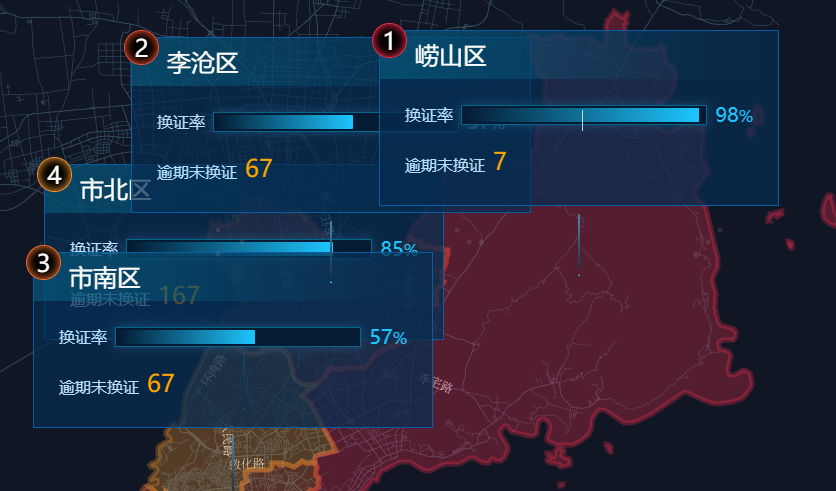 1
崂山区
换证率 98%
逾期未换证 7
2
李沧区
换证率 57%
逾期未换证 67
4
市北区
换证率 85%
逾期未换证 167
3
市南区
换证率 57%
逾期未换证 67
环湾路
李宅路
敦化路